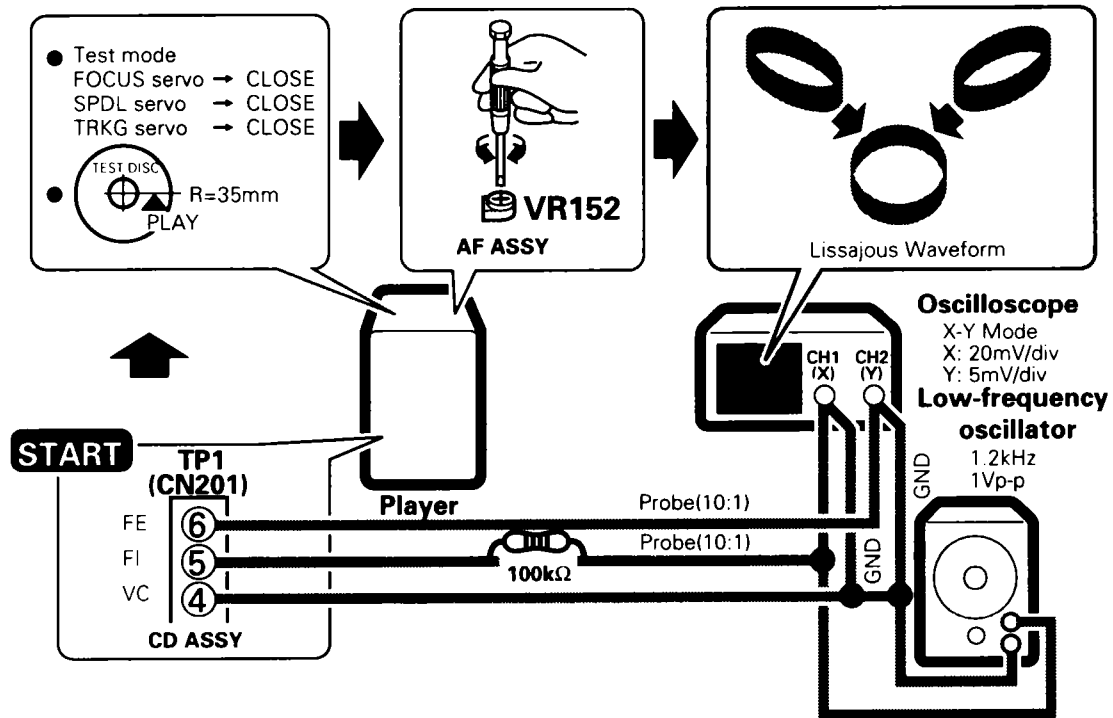 ● Test mode
FOCUS servo → CLOSE
SPDL servo → CLOSE
TRKG servo → CLOSE
TEST DISC
● R=35mm
PLAY
VR152
AF ASSY
Lissajous Waveform
Oscilloscope
X-Y Mode
X: 20mV/div
Y: 5mV/div
CH1
(X)
CH2
(Y)
Low-frequency
oscillator
1.2kHz
1Vp-p
START
TP1
(CN201)
Player
FE
6
Probe(10:1)
FI
5
100kΩ
Probe(10:1)
VC
4
GND
GND
CD ASSY